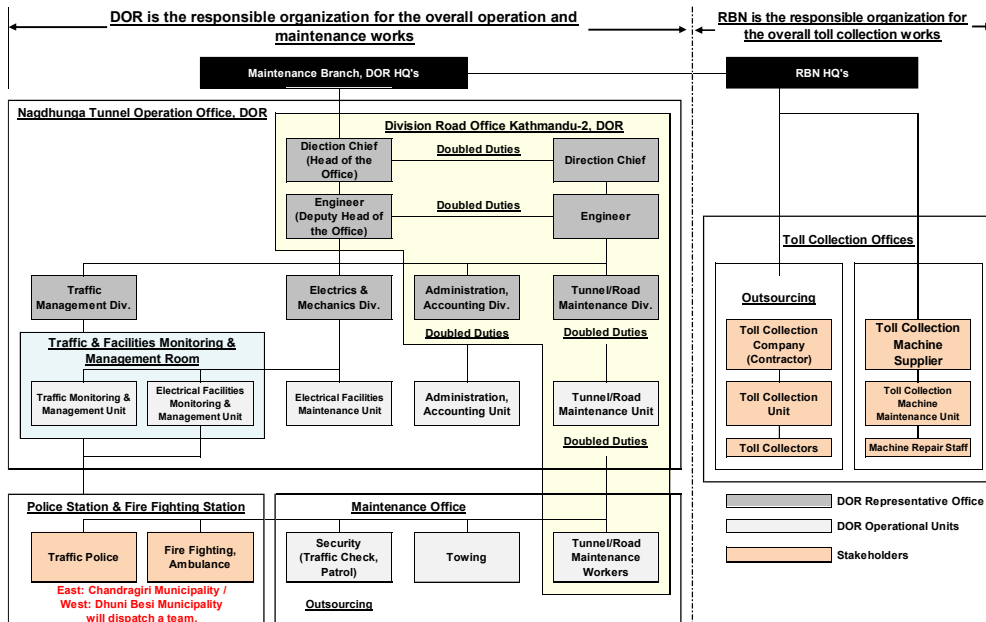 DOR is the responsible organization for the overall operation and
maintenance works
RBN is the responsible organization for
the overall toll collection works
Maintenance Branch, DOR HQ's
RBN HQ's
Nagdhunga Tunnel Operation Office, DOR
Division Road Office Kathmandu-2, DOR
Diection Chief
(Head of the
Office)
Doubled Duties
Direction Chief
Engineer
(Deputy Head of
the Office)
Doubled Duties
Engineer
Toll Collection Offices
Traffic
Management Div.
Electrics &
Mechanics Div.
Administration,
Accounting Div.
Tunnel/Road
Maintenance Div.
Outsourcing
Doubled Duties
Doubled Duties
Traffic & Facilities Monitoring &
Management Room
Toll Collection
Company
(Contractor)
Toll Collection
Machine
Supplier
Traffic Monitoring &
Management Unit
Electrical Facilities
Monitoring &
Management Unit
Electrical Facilities
Maintenance Unit
Administration,
Accounting Unit
Tunnel/Road
Maintenance Unit
Toll Collection
Unit
Toll Collection
Machine
Maintenance Unit
Doubled Duties
Toll Collectors
Machine Repair Staff
Police Station & Fire Fighting Station
Maintenance Office
DOR Representative Office
DOR Operational Units
Stakeholders
Traffic Police
Fire Fighting,
Ambulance
Security
(Traffic Check,
Patrol)
Towing
Tunnel/Road
Maintenance
Workers
East: Chandragiri Municipality /
West: Dhuni Besi Municipality
will dispatch a team.
Outsourcing